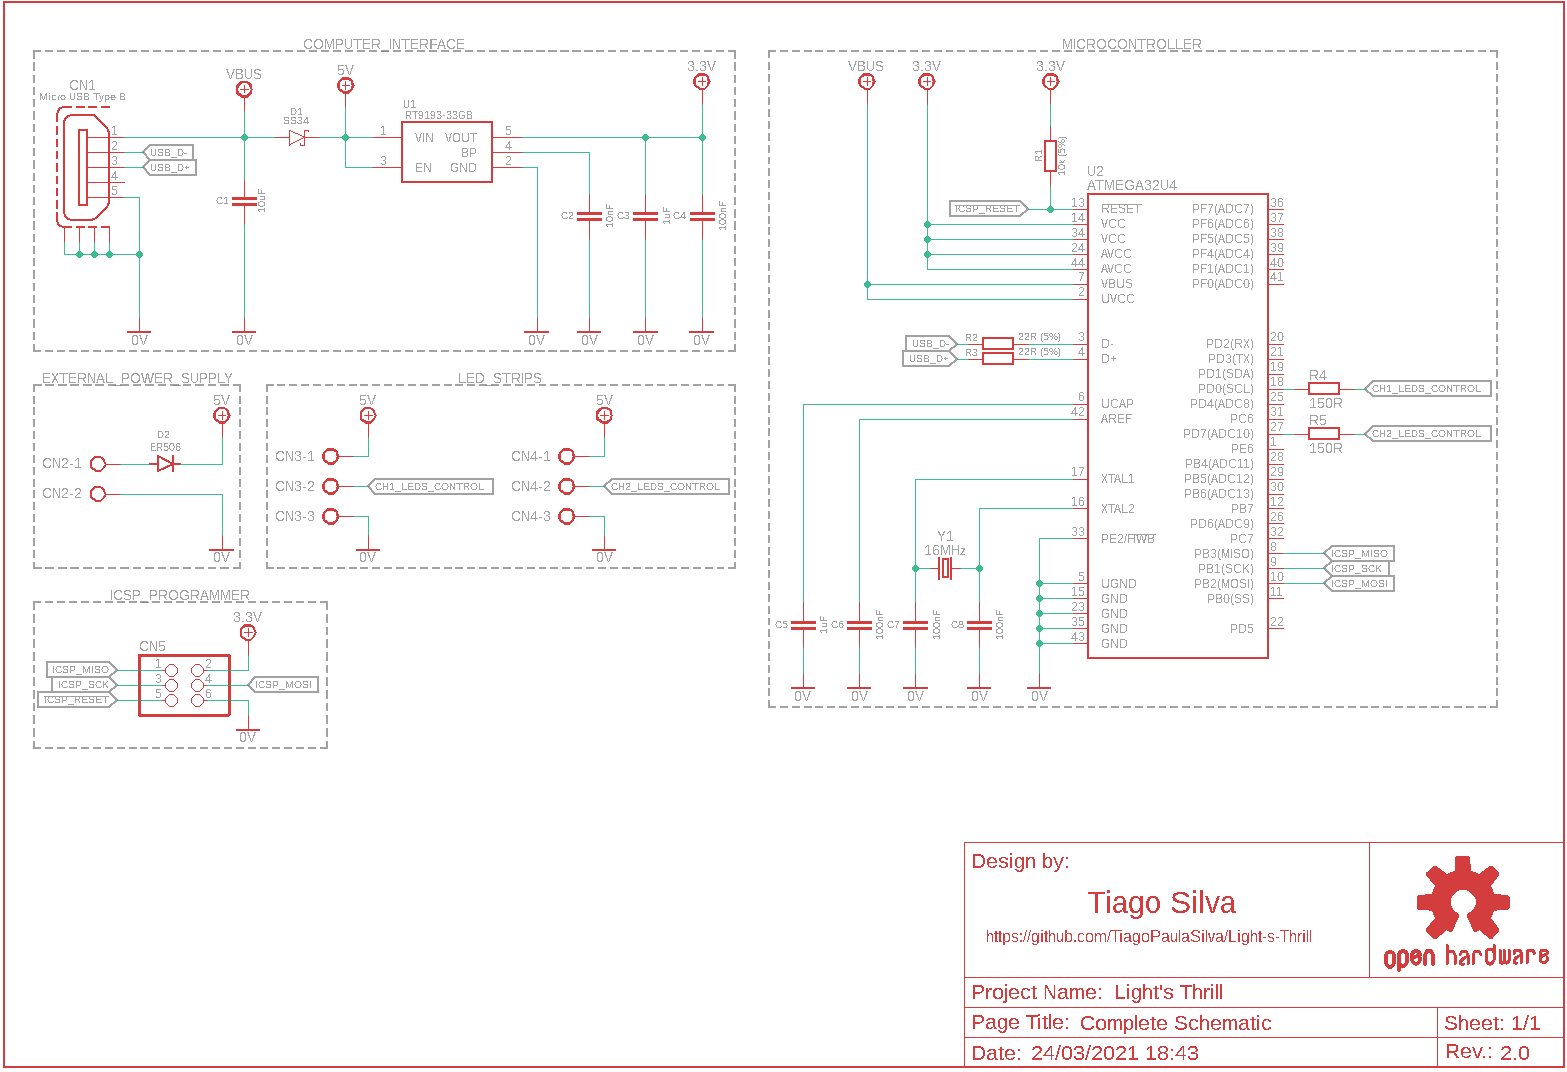 COMPUTER_INTERFACE
CN1
Micro USB Type B
1
2
3
4
5
USB_D-
USB_D+
VBUS
C1
10uF
D1
SS34
5V
U1
RT9193-33GB
1 VIN VOUT 5
BP 4
3 EN GND 2
3.3V
C2 10nF
C3 1uF
C4 100nF
0V 0V 0V 0V 0V 0V
EXTERNAL_POWER_SUPPLY
5V
D2
ER506
CN2-1
CN2-2
0V
LED_STRIPS
5V 5V
CN3-1 CN4-1
CN3-2 CH1_LEDS_CONTROL CN4-2 CH2_LEDS_CONTROL
CN3-3 CN4-3
0V 0V
ICSP_PROGRAMMER
3.3V
CN5
ICSP_MISO 1 2
ICSP_SCK 3 4 ICSP_MOSI
ICSP_RESET 5 6
0V
MICROCONTROLLER
VBUS 3.3V 3.3V
R1
10k (5%)
U2
ATMEGA32U4
ICSP_RESET 13 RESET PF7(ADC7) 36
14 VCC PF6(ADC6) 37
34 VCC PF5(ADC5) 38
24 AVCC PF4(ADC4) 39
44 AVCC PF1(ADC1) 40
7 VBUS PF0(ADC0) 41
2 UVCC
USB_D- R2 22R (5%) 3 D- PD2(RX) 20
USB_D+ R3 22R (5%) 4 D+ PD3(TX) 21
PD1(SDA) 19
PD0(SCL) 18 R4 150R CH1_LEDS_CONTROL
6 UCAP PD4(ADC8) 25
42 AREF PC6 31
PD7(ADC10) 27 R5 150R CH2_LEDS_CONTROL
PE6 1
PB4(ADC11) 28
17 XTAL1 PB5(ADC12) 29
PB6(ADC13) 30
16 XTAL2 PB7 12
PD6(ADC9) 26
33 PE2/HWB PC7 32
PB3(MISO) 8 ICSP_MISO
PB1(SCK) 9 ICSP_SCK
5 UGND PB2(MOSI) 10 ICSP_MOSI
15 GND PB0(SS) 11
23 GND
35 GND PD5 22
43 GND
Y1
16MHz
C5 1uF
C6 100nF
C7 100nF
C8 100nF
0V 0V 0V 0V 0V
Design by:
Tiago Silva
https://github.com/TiagoPaulaSilva/Light-s-Thrill
open hardware
Project Name: Light's Thrill
Page Title: Complete Schematic
Sheet: 1/1
Date: 24/03/2021 18:43
Rev.: 2.0